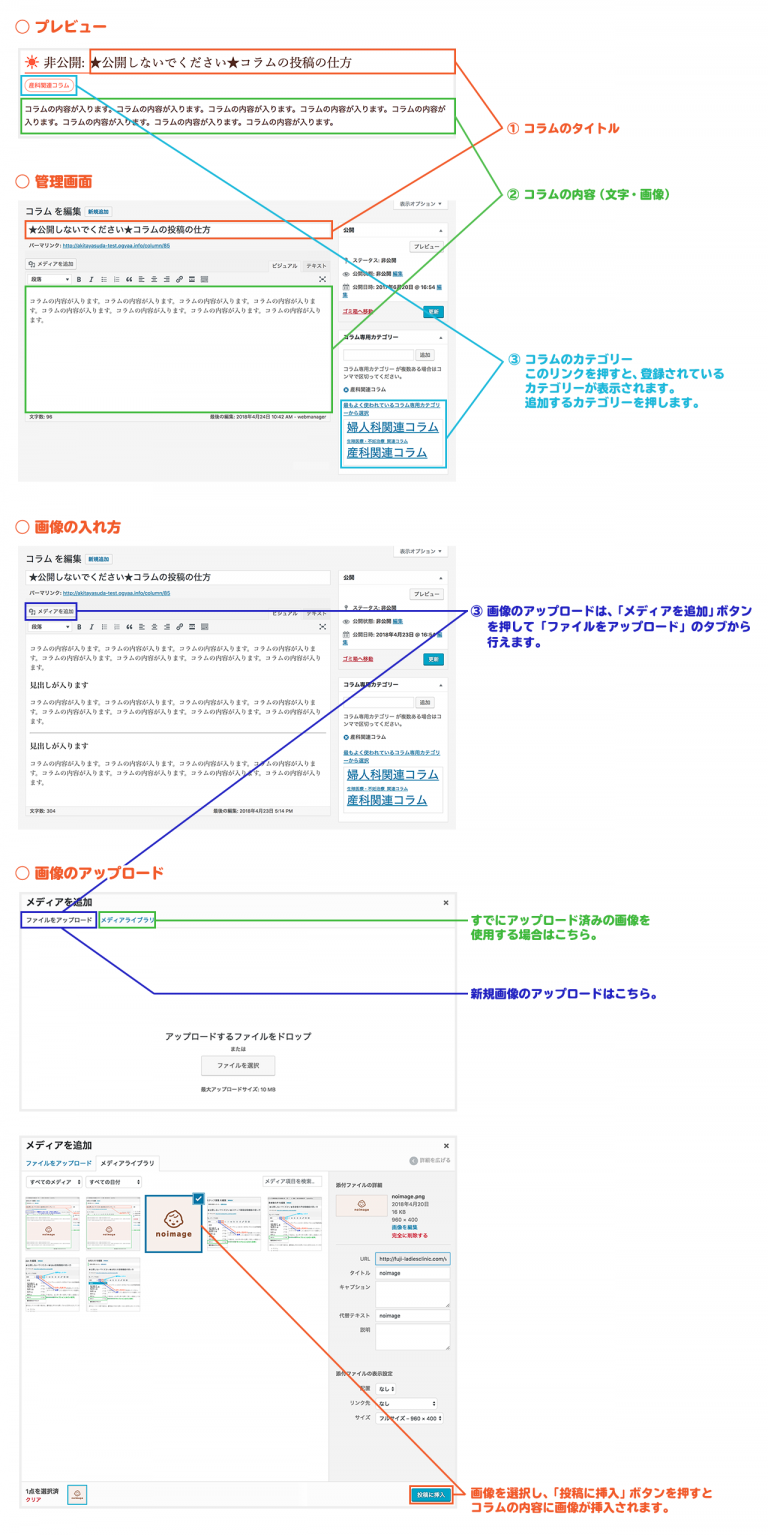 ○ プレビュー
非公開: ★公開しないでください★コラムの投稿の仕方
産科関連コラム
コラムの内容が入ります。コラムの内容が入ります。コラムの内容が入ります。コラムの内容が入ります。コラムの内容が
入ります。コラムの内容が入ります。コラムの内容が入ります。コラムの内容が入ります。
① コラムのタイトル
② コラムの内容（文字・画像）
○ 管理画面
表示オプション ▼
コラム を編集 新規追加
★公開しないでください★コラムの投稿の仕方
パーマリンク: http://akitayasuda-test.ogyaa.info/column/85
メディアを追加
ビジュアル テキスト
段落
コラムの内容が入ります。コラムの内容が入ります。コラムの内容が入ります。コラムの内容が入りま
す。コラムの内容が入ります。コラムの内容が入ります。コラムの内容が入ります。コラムの内容が入り
ます。
文字数: 96
最後の編集: 2018年4月24日 10:42 AM - webmanager
公開
プレビュー
ステータス: 非公開
公開状態: 非公開 編集
公開日時: 2017年6月20日 @ 16:54 編
集
ゴミ箱へ移動
更新
コラム専用カテゴリー
追加
コラム専用カテゴリー が複数ある場合はコ
ンマで区切ってください。
産科関連コラム
最もよく使われているコラム専用カテゴリ
ーから選択
婦人科関連コラム
生殖医療・不妊治療 関連コラム
産科関連コラム
③ コラムのカテゴリー
このリンクを押すと、登録されている
カテゴリーが表示されます。
追加するカテゴリーを押します。
○ 画像の入れ方
表示オプション ▼
コラム を編集 新規追加
★公開しないでください★コラムの投稿の仕方
パーマリンク: http://akitayasuda-test.ogyaa.info/column/85
メディアを追加
ビジュアル テキスト
段落
コラムの内容が入ります。コラムの内容が入ります。コラムの内容が入ります。コラムの内容が入りま
す。コラムの内容が入ります。コラムの内容が入ります。コラムの内容が入ります。コラムの内容が入り
ます。
見出しが入ります
コラムの内容が入ります。コラムの内容が入ります。コラムの内容が入ります。コラムの内容が入りま
す。コラムの内容が入ります。コラムの内容が入ります。コラムの内容が入ります。コラムの内容が入り
ます。
見出しが入ります
コラムの内容が入ります。コラムの内容が入ります。コラムの内容が入ります。コラムの内容が入りま
す。コラムの内容が入ります。コラムの内容が入ります。コラムの内容が入ります。コラムの内容が入り
ます。
文字数: 304
最後の編集: 2018年4月23日 5:14 PM
公開
プレビュー
ステータス: 非公開
公開状態: 非公開 編集
公開日時: 2018年4月23日 @ 16:54 編
集
ゴミ箱へ移動
更新
コラム専用カテゴリー
追加
コラム専用カテゴリー が複数ある場合はコ
ンマで区切ってください。
産科関連コラム
最もよく使われているコラム専用カテゴリ
ーから選択
婦人科関連コラム
生殖医療・不妊治療 関連コラム
産科関連コラム
③ 画像のアップロードは、「メディアを追加」ボタン
を押して「ファイルをアップロード」のタブから
行えます。
○ 画像のアップロード
メディアを追加
ファイルをアップロード メディアライブラリ
アップロードするファイルをドロップ
または
ファイルを選択
最大アップロードサイズ: 10 MB
すでにアップロード済みの画像を
使用する場合はこちら。
新規画像のアップロードはこちら。
メディアを追加
ファイルをアップロード メディアライブラリ
詳細を広げる
すべてのメディア すべての日付
メディア項目を検索...
noimage
添付ファイルの詳細
noimage
noimage.png
2018年4月20日
16 KB
960 × 400
画像を編集
完全に削除する
URL http://fuji-ladiesclinic.com/
タイトル noimage
キャプション
代替テキスト noimage
説明
添付ファイルの表示設定
配置 なし
リンク先 なし
サイズ フルサイズ - 960 × 400
1点を選択済
クリア
noimage
投稿に挿入
画像を選択し、「投稿に挿入」ボタンを押すと
コラムの内容に画像が挿入されます。